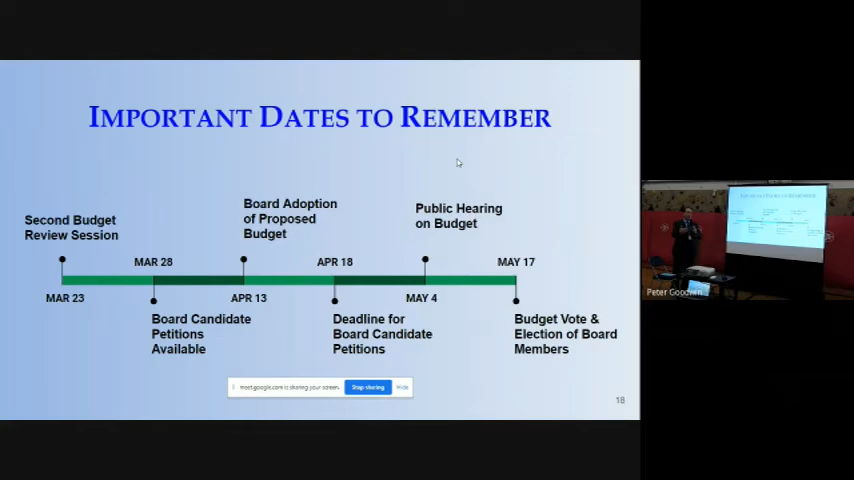 IMPORTANT DATES TO REMEMBER
Second Budget
Review Session
Board Adoption
of Proposed
Budget
Public Hearing
on Budget
MAR 28
APR 18
MAY 17
MAR 23
APR 13
MAY 4
Board Candidate
Petitions
Available
Deadline for
Board Candidate
Petitions
Budget Vote &
Election of Board
Members
meet.google.com is sharing your screen.
Stop sharing
Hide
18
Peter Goodwin